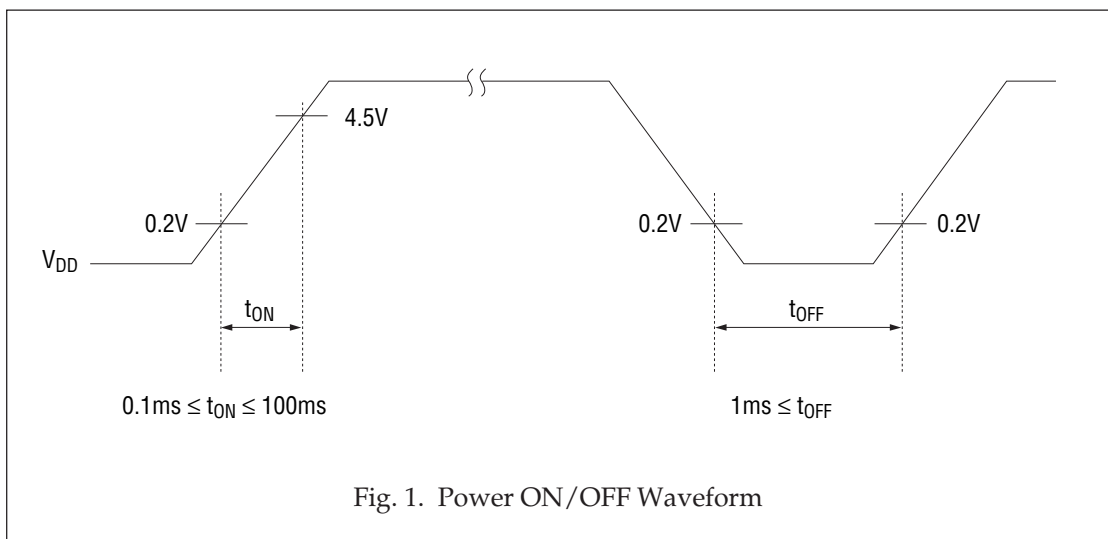 4.5V
0.2V
0.2V
0.2V
VDD
tON
tOFF
0.1ms ≤ tON ≤ 100ms
1ms ≤ tOFF
Fig. 1. Power ON/OFF Waveform